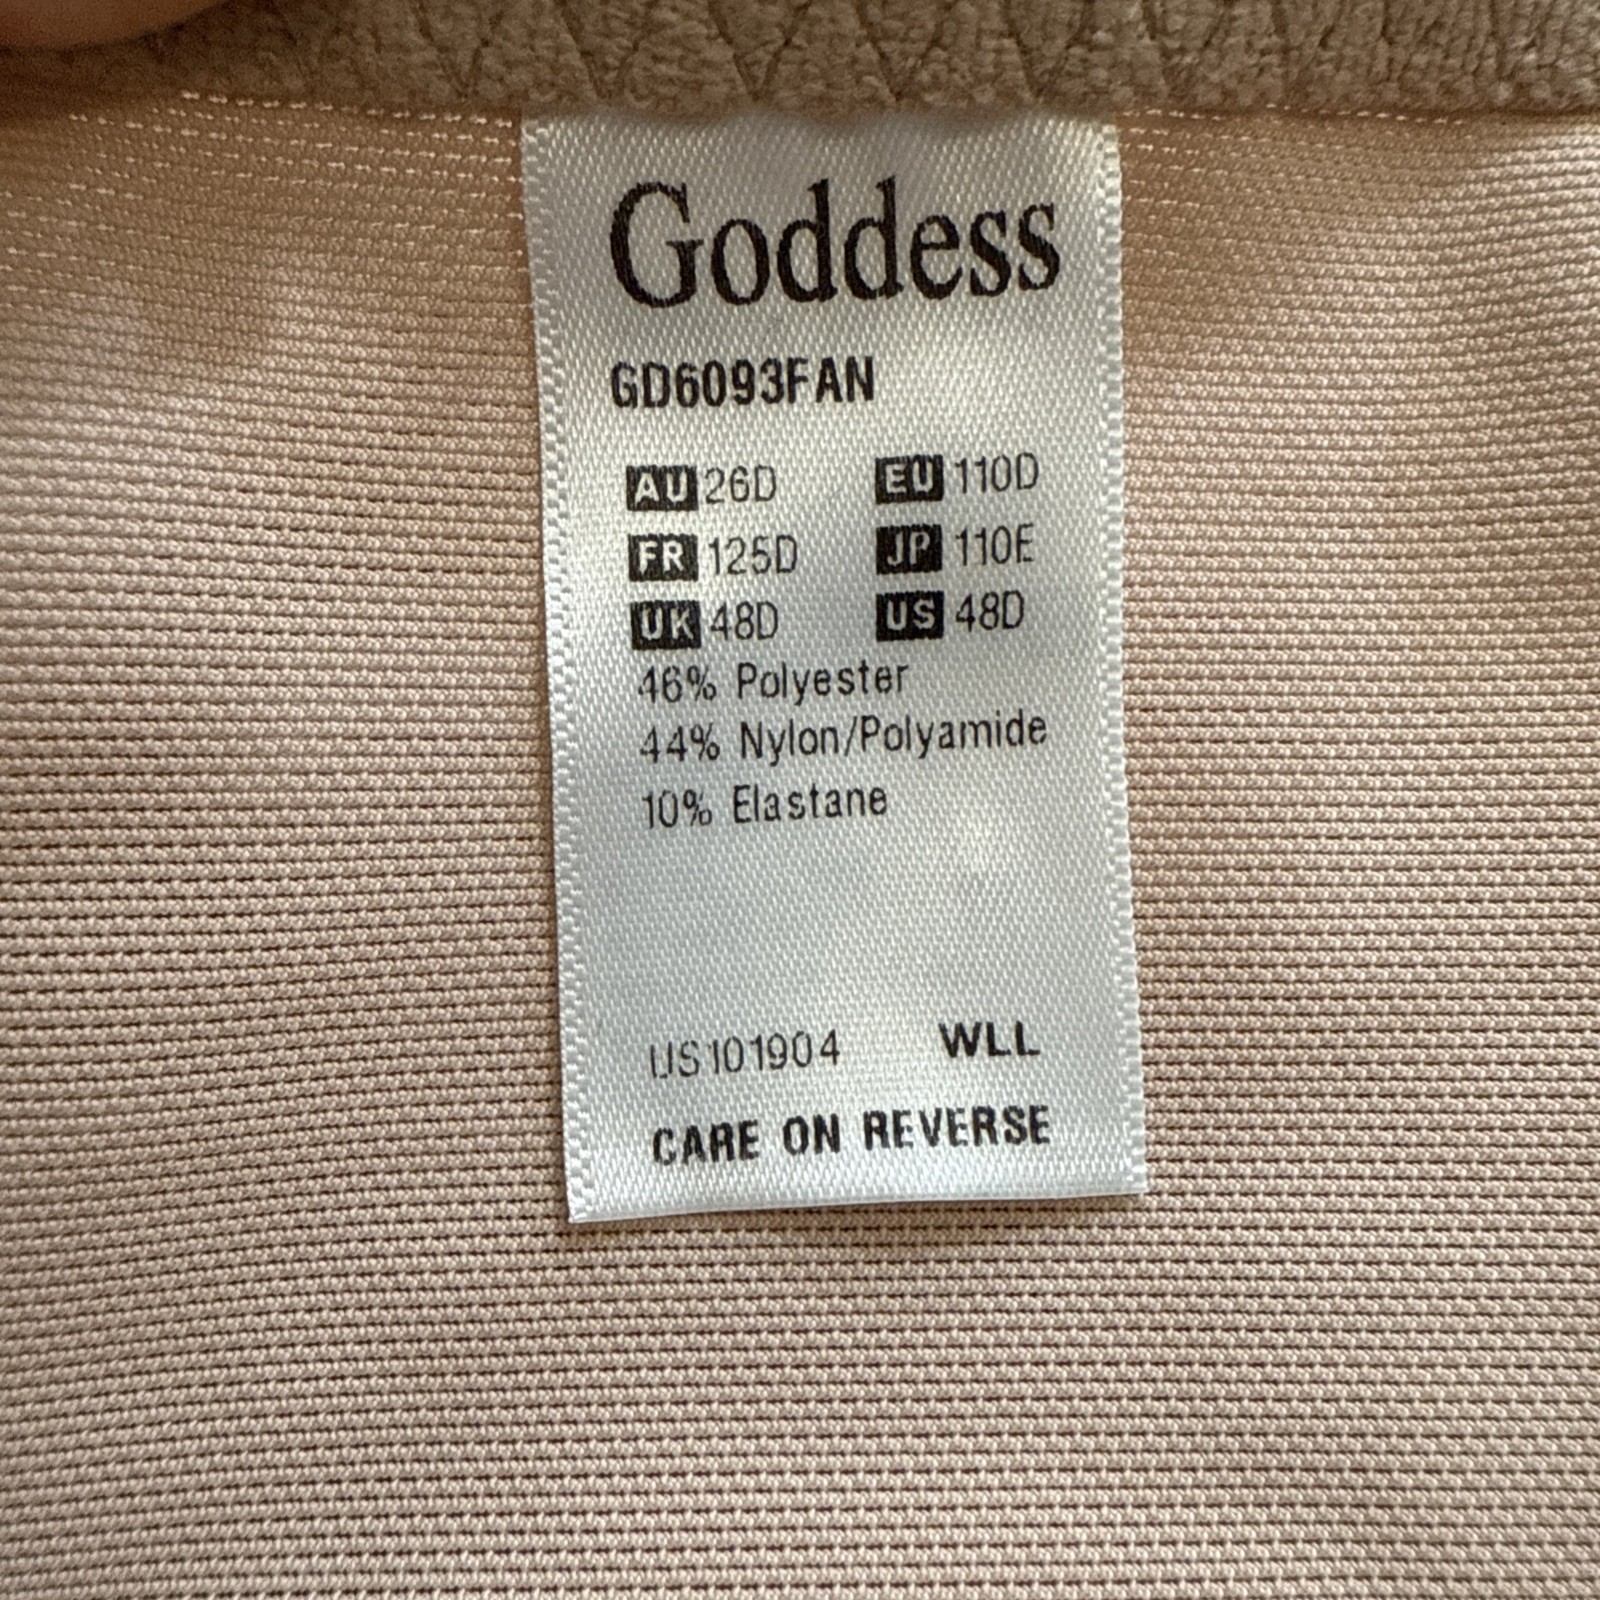 Goddess
GD6093FAN
AU 26D EU 110D
FR 125D JP 110E
UK 48D US 48D
46% Polyester
44% Nylon/Polyamide
10% Elastane
US101904 WLL
CARE ON REVERSE